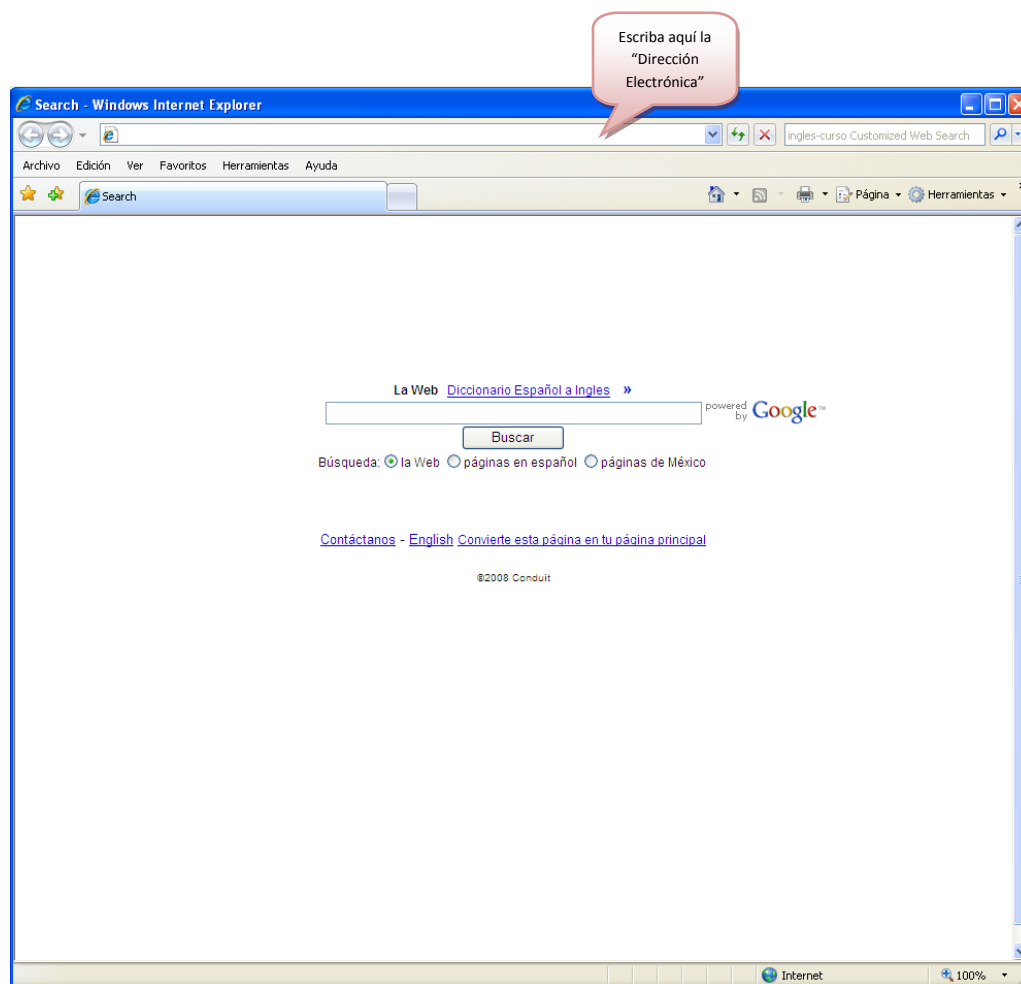 Escriba aquí la
“Dirección
Electrónica”
Search - Windows Internet Explorer
ingles-curso Customized Web Search
Archivo Edición Ver Favoritos Herramientas Ayuda
Search Página Herramientas
La Web Diccionario Español a Ingles »
powered by Google™
Buscar
Búsqueda: la Web páginas en español páginas de México
Contáctanos - English Convierte esta página en tu página principal
©2008 Conduit
Internet 100%